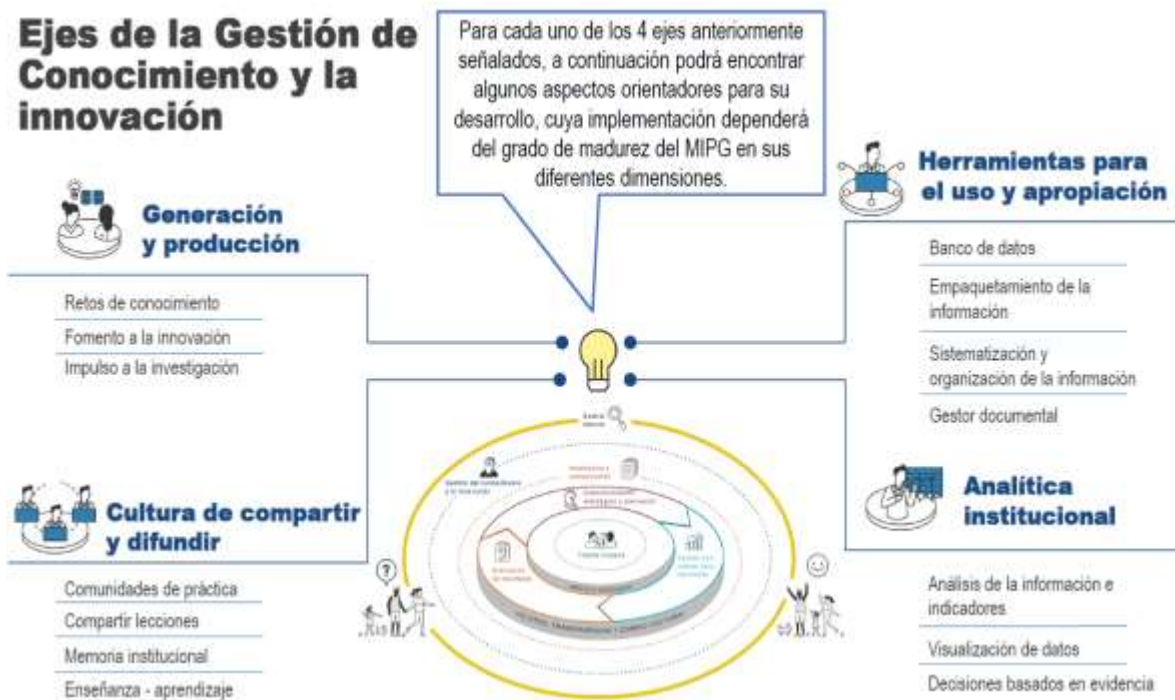 Ejes de la Gestión de
Conocimiento y la
innovación
Para cada uno de los 4 ejes anteriormente
señalados, a continuación podrá encontrar
algunos aspectos orientadores para su
desarrollo, cuya implementación dependerá
del grado de madurez del MIPG en sus
diferentes dimensiones.
Generación
y producción
Retos de conocimiento
Fomento a la innovación
Impulso a la investigación
Herramientas para
el uso y apropiación
Banco de datos
Empaquetamiento de la
información
Sistematización y
organización de la información
Gestor documental
Cultura de compartir
y difundir
Comunidades de práctica
Compartir lecciones
Memoria institucional
Enseñanza - aprendizaje
Analítica
institucional
Análisis de la información e
indicadores
Visualización de datos
Decisiones basados en evidencia